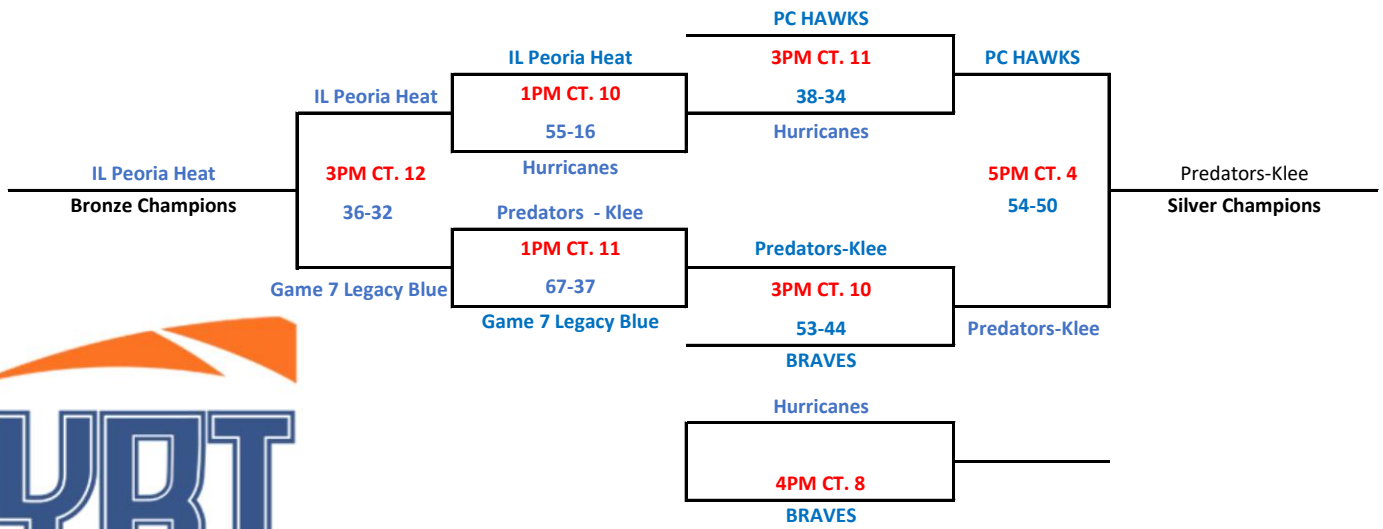 PC HAWKS
IL Peoria Heat
3PM CT. 11
PC HAWKS
IL Peoria Heat
1PM CT. 10
38-34
55-16
Hurricanes
IL Peoria Heat
3PM CT. 12
Hurricanes
5PM CT. 4
Predators-Klee
Bronze Champions
36-32
Predators - Klee
54-50
Silver Champions
1PM CT. 11
Predators-Klee
Game 7 Legacy Blue
67-37
3PM CT. 10
Game 7 Legacy Blue
53-44
Predators-Klee
BRAVES
Hurricanes
YBT
4PM CT. 8
BRAVES